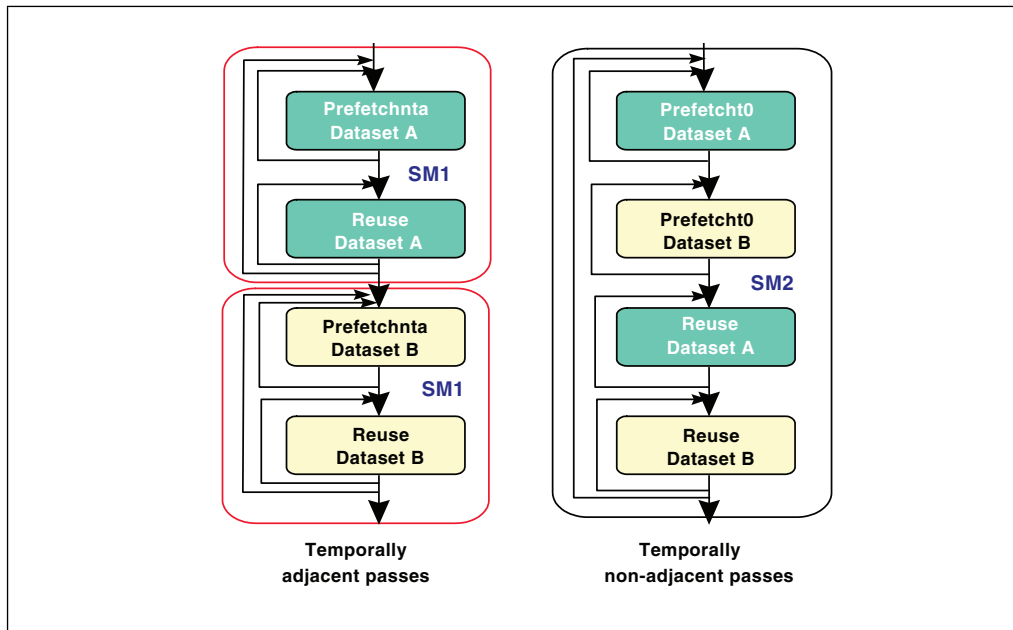 Prefetchnta
Dataset A
SM1
Reuse
Dataset A
Prefetchnta
Dataset B
SM1
Reuse
Dataset B
Temporally
adjacent passes
Prefetcht0
Dataset A
Prefetcht0
Dataset B
SM2
Reuse
Dataset A
Reuse
Dataset B
Temporally
non-adjacent passes